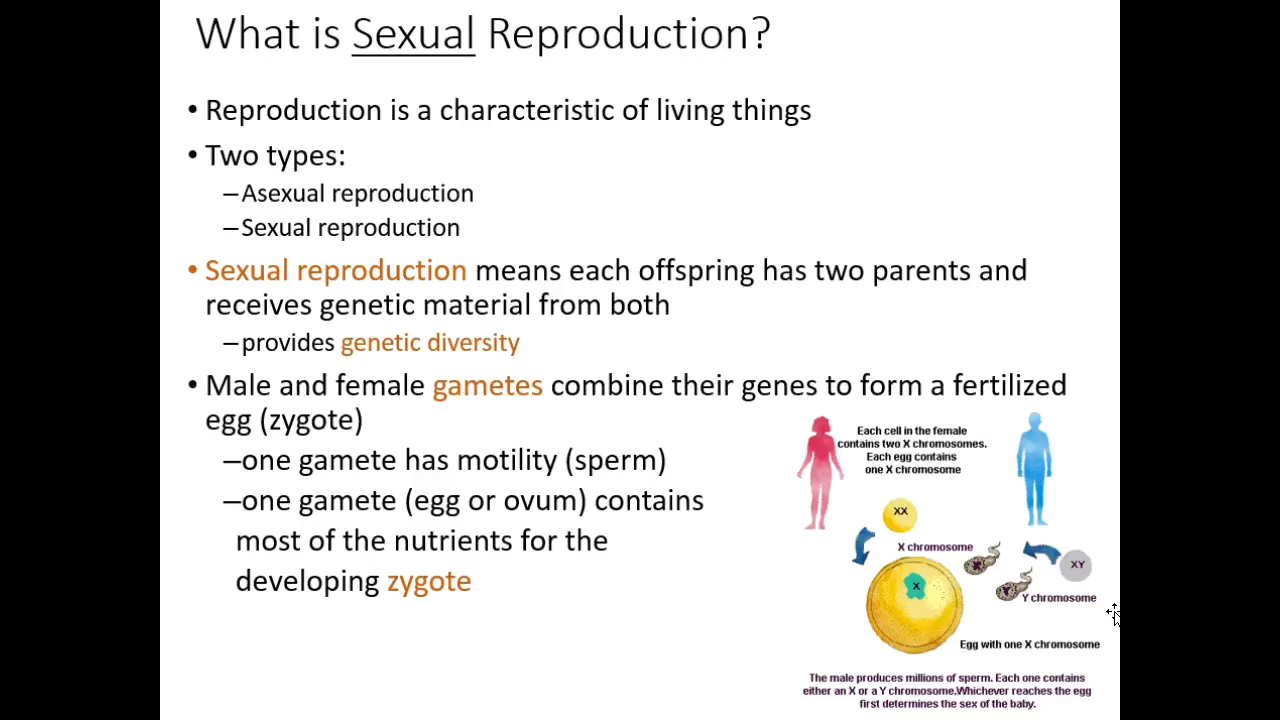 What is Sexual Reproduction?
• Reproduction is a characteristic of living things
• Two types:
–Asexual reproduction
–Sexual reproduction
• Sexual reproduction means each offspring has two parents and
receives genetic material from both
–provides genetic diversity
• Male and female gametes combine their genes to form a fertilized
egg (zygote)
–one gamete has motility (sperm)
–one gamete (egg or ovum) contains
most of the nutrients for the
developing zygote
Each cell in the female
contains two X chromosomes.
Each egg contains
one X chromosome
XX
X chromosome
X
XY
X
Y
Y chromosome
Egg with one X chromosome
The male produces millions of sperm. Each one contains
either an X or a Y chromosome.Whichever reaches the egg
first determines the sex of the baby.